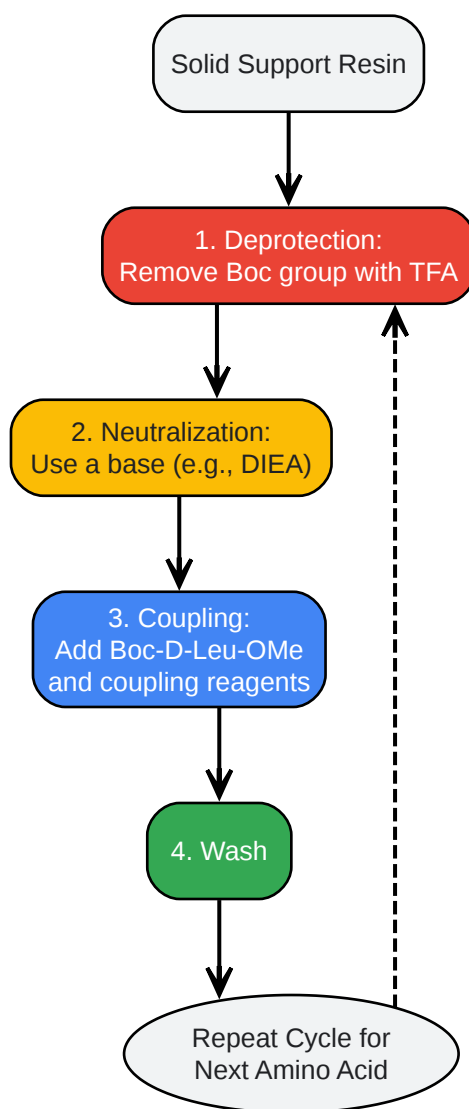 Solid Support Resin
1. Deprotection:
Remove Boc group with TFA
2. Neutralization:
Use a base (e.g., DIEA)
3. Coupling:
Add Boc-D-Leu-OMe
and coupling reagents
4. Wash
Repeat Cycle for
Next Amino Acid